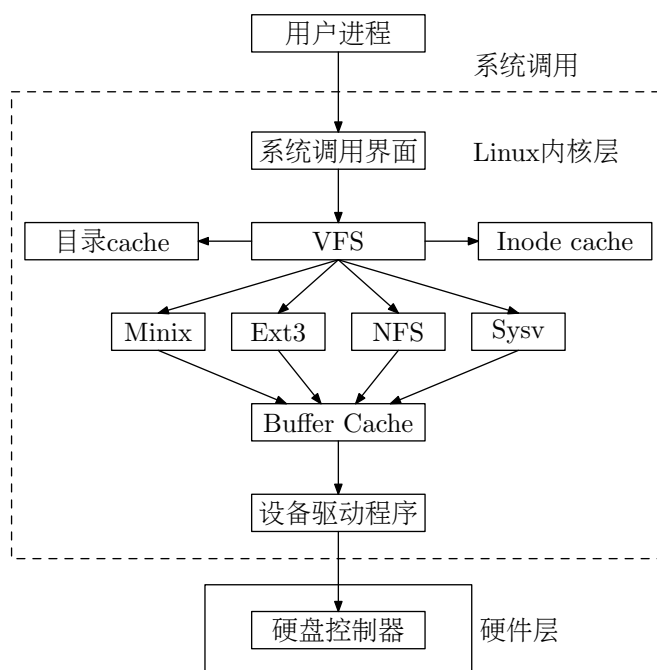 用户进程
系统调用
系统调用界面
Linux内核层
目录cache
VFS
Inode cache
Minix
Ext3
NFS
Sysv
Buffer Cache
设备驱动程序
硬盘控制器
硬件层